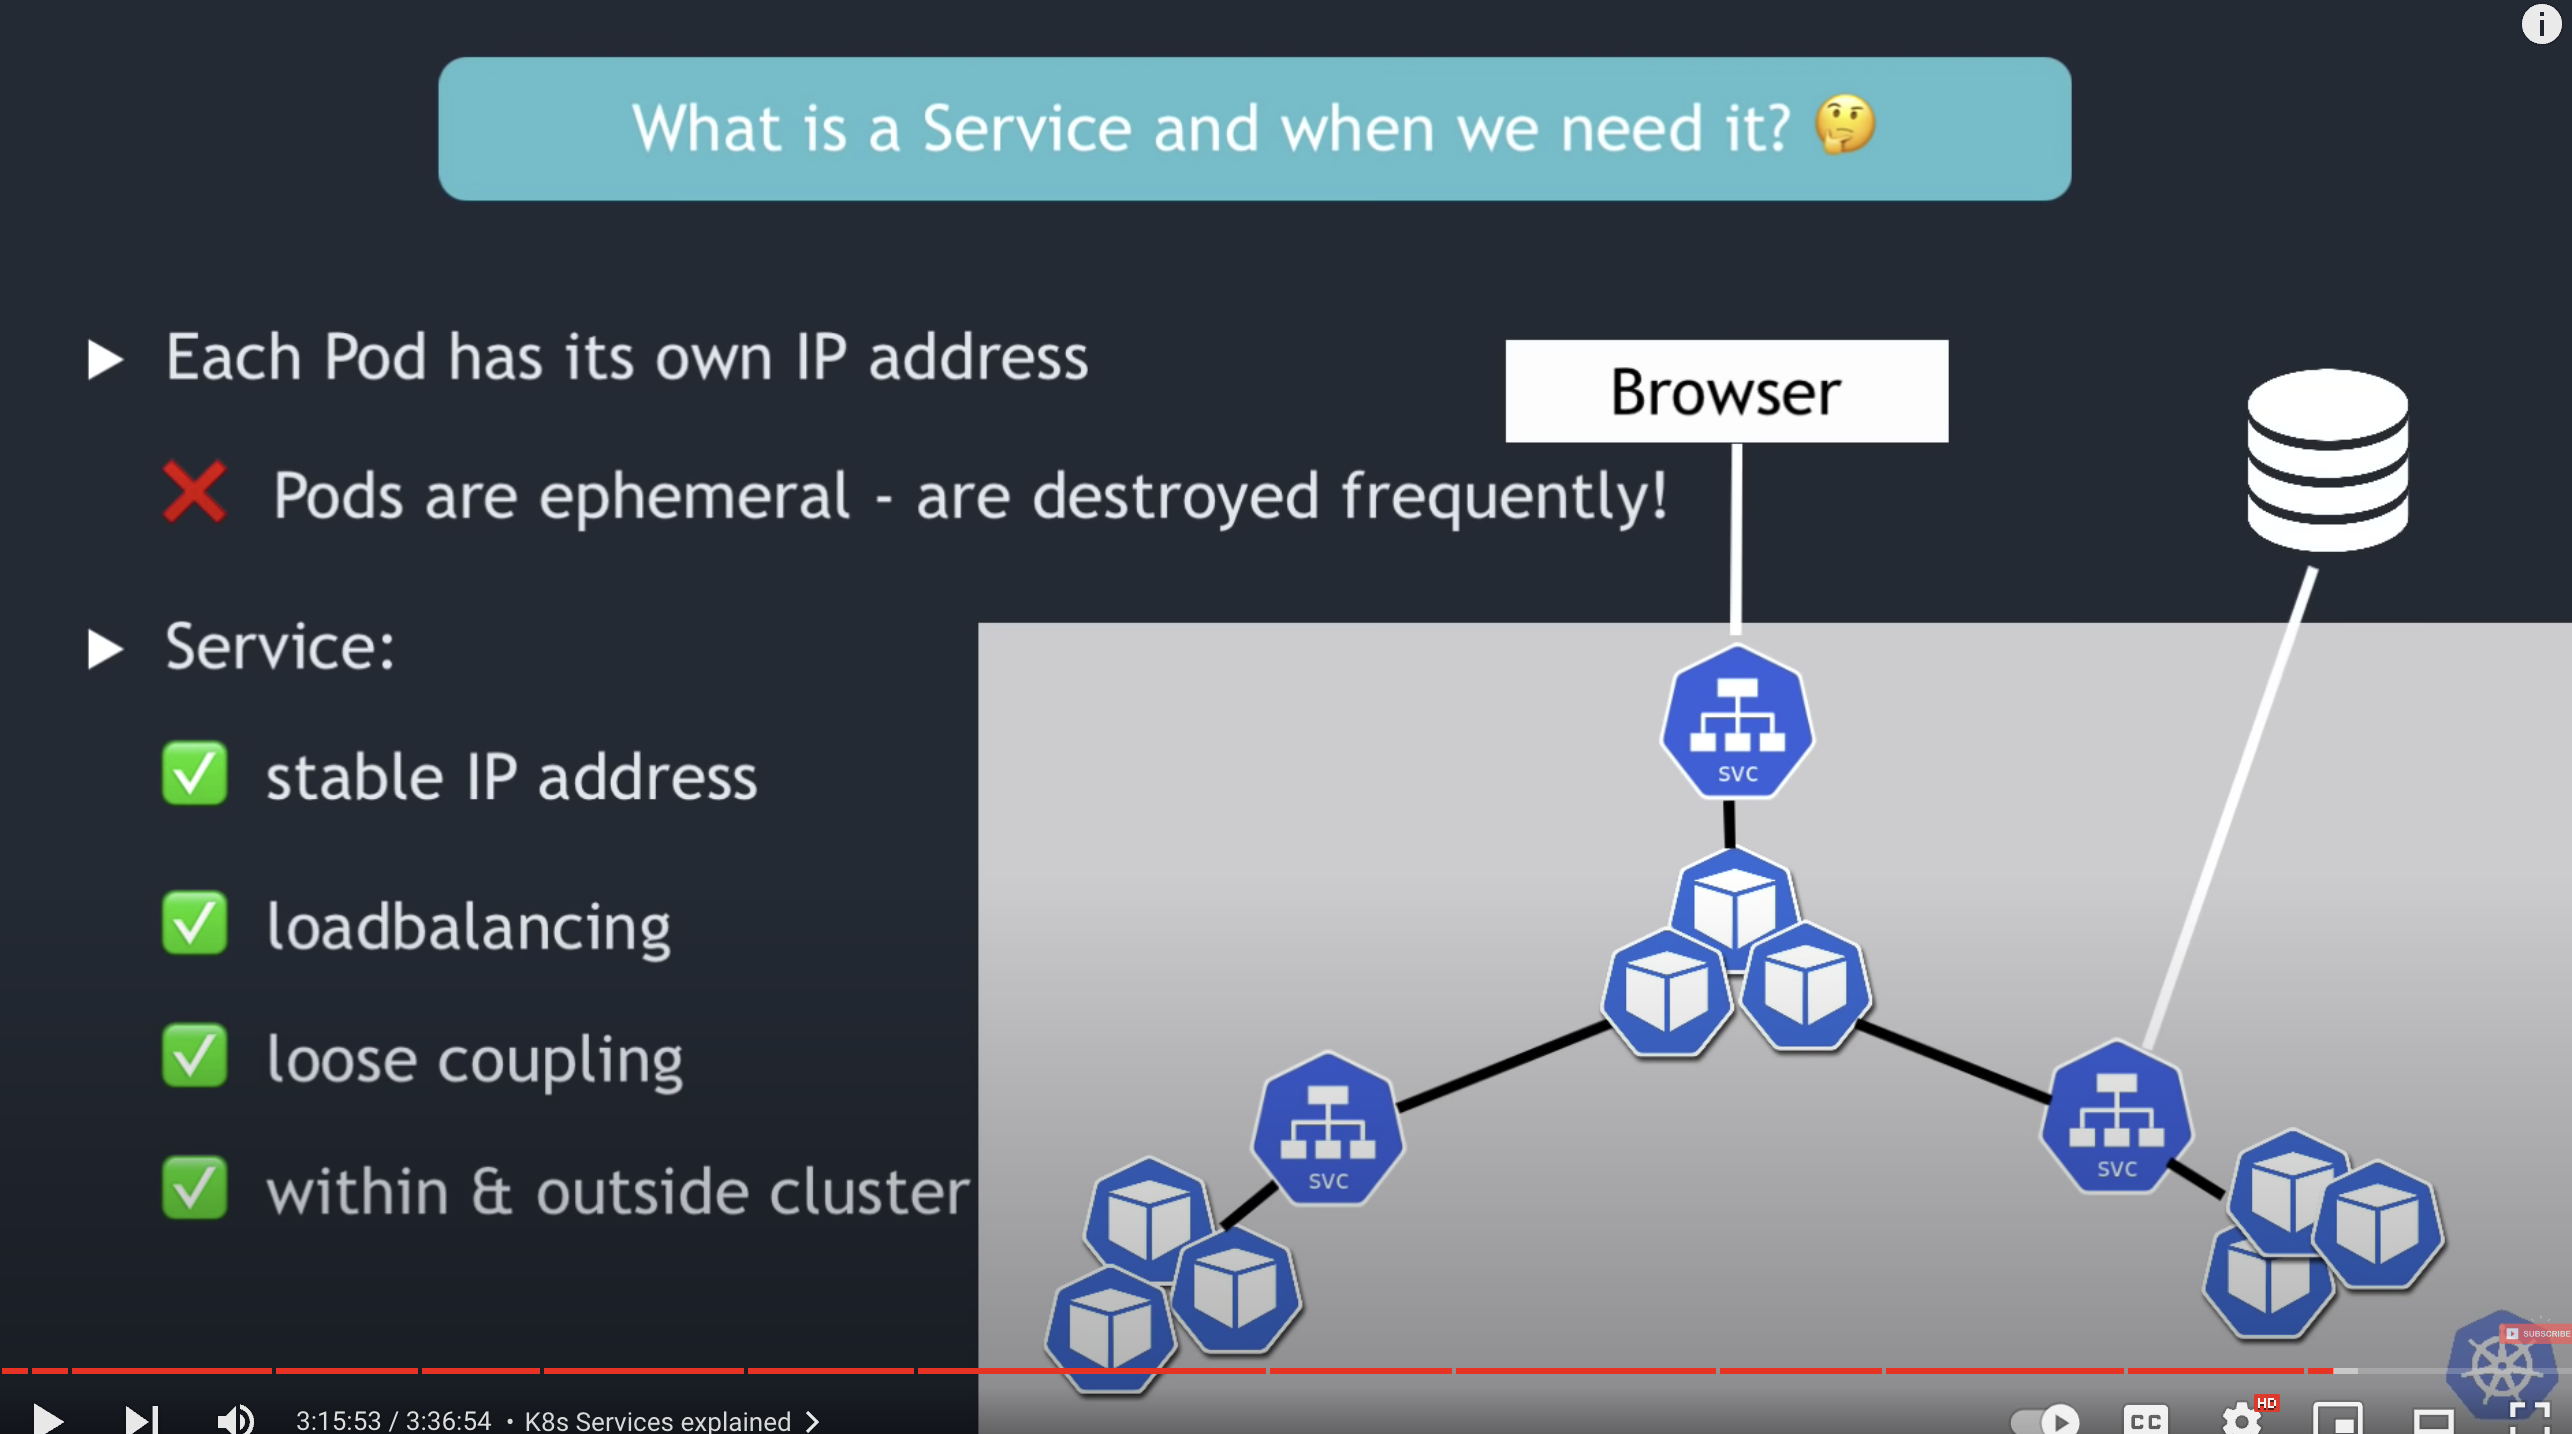 What is a Service and when we need it? 🤔
Each Pod has its own IP address
Browser
Pods are ephemeral - are destroyed frequently!
Service:
stable IP address
loadbalancing
loose coupling
within & outside cluster
svc
svc
svc
SUBSCRIBE
HD
3:15:53 / 3:36:54 • K8s Services explained
CC